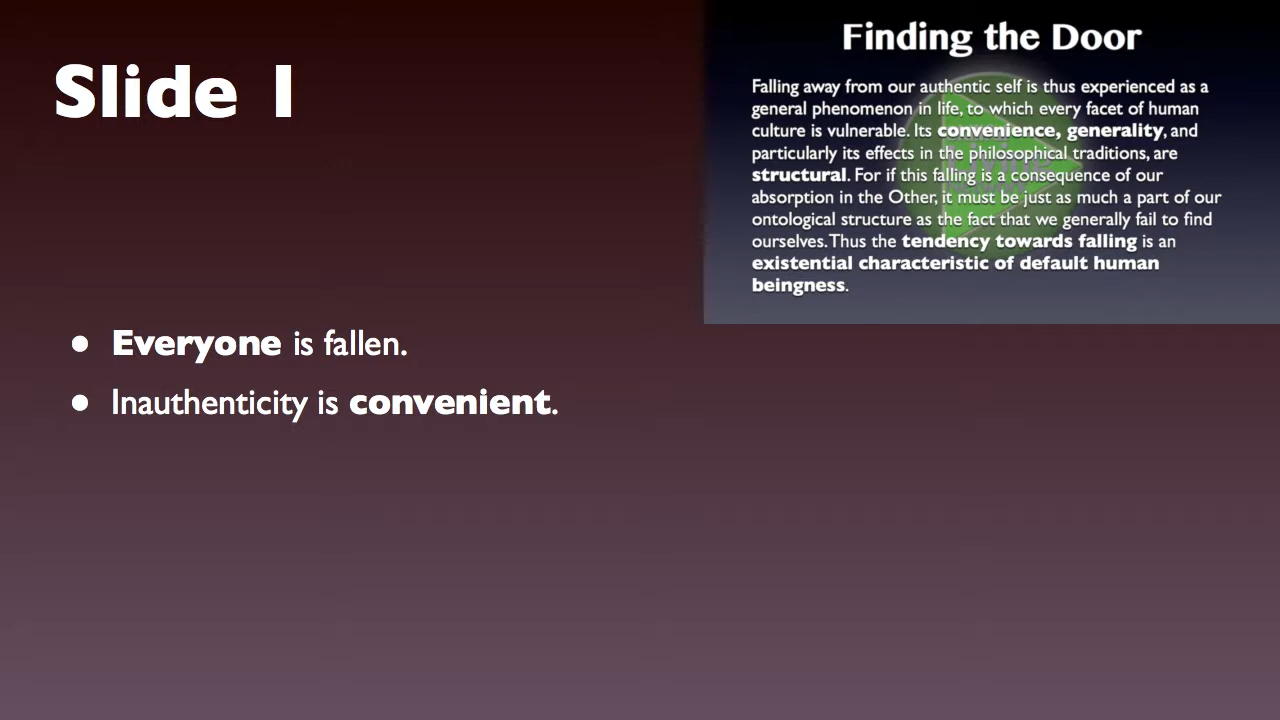 Slide 1
Finding the Door
Falling away from our authentic self is thus experienced as a
general phenomenon in life, to which every facet of human
culture is vulnerable. Its convenience, generality, and
particularly its effects in the philosophical traditions, are
structural. For if this falling is a consequence of our
absorption in the Other, it must be just as much a part of our
ontological structure as the fact that we generally fail to find
ourselves. Thus the tendency towards falling is an
existential characteristic of default human
beingness.
• Everyone is fallen.
• Inauthenticity is convenient.